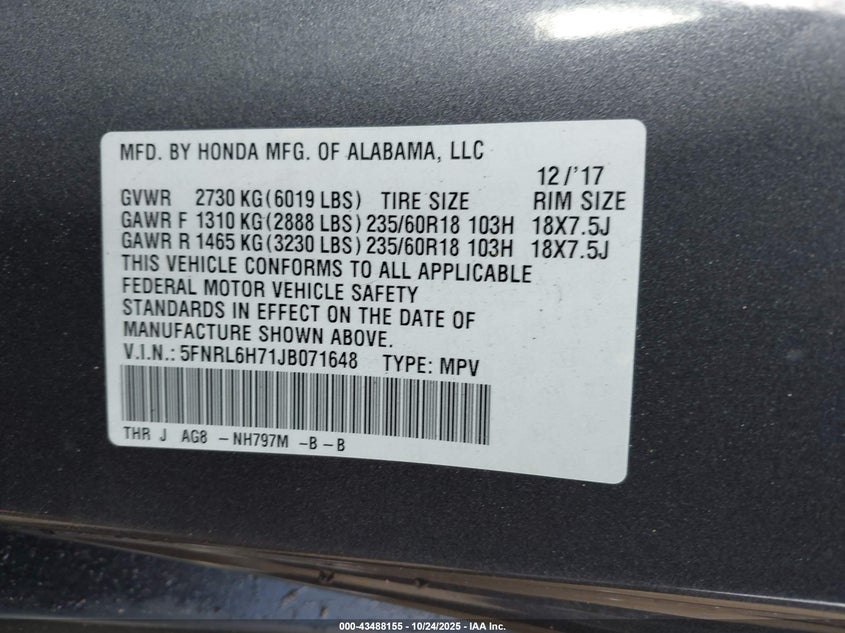 MFD. BY HONDA MFG. OF ALABAMA, LLC
12/'17
GVWR 2730 KG(6019 LBS) TIRE SIZE RIM SIZE
GAWR F 1310 KG(2888 LBS) 235/60R18 103H 18X7.5J
GAWR R 1465 KG(3230 LBS) 235/60R18 103H 18X7.5J
THIS VEHICLE CONFORMS TO ALL APPLICABLE
FEDERAL MOTOR VEHICLE SAFETY
STANDARDS IN EFFECT ON THE DATE OF
MANUFACTURE SHOWN ABOVE.
V.I.N.: 5FNRL6H71JB071648 TYPE: MPV
THR J AG8 -NH797M -B-B
000-43488155 - 10/24/2025 - IAA Inc.